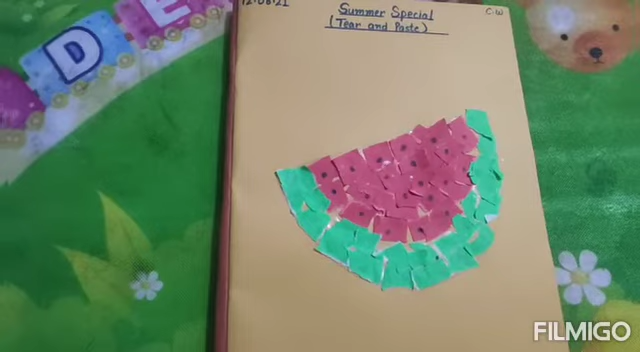 12.08.21
Summer Special
C.W
(Tear and Paste)
D E
FILMIGO